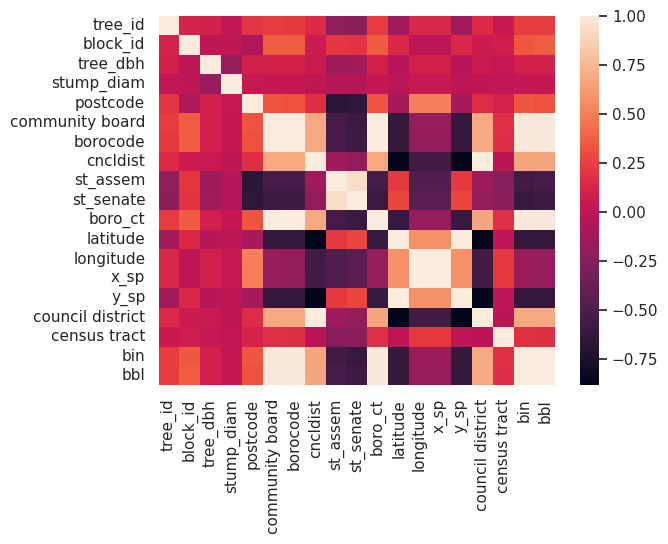 tree_id
block_id
tree_dbh
stump_diam
postcode
community board
borocode
cncldist
st_assem
st_senate
boro_ct
latitude
longitude
x_sp
y_sp
council district
census tract
bin
bbl
tree_id
block_id
tree_dbh
stump_diam
postcode
community board
borocode
cncldist
st_assem
st_senate
boro_ct
latitude
longitude
x_sp
y_sp
council district
census tract
bin
bbl
1.00
0.75
0.50
0.25
0.00
−0.25
−0.50
−0.75